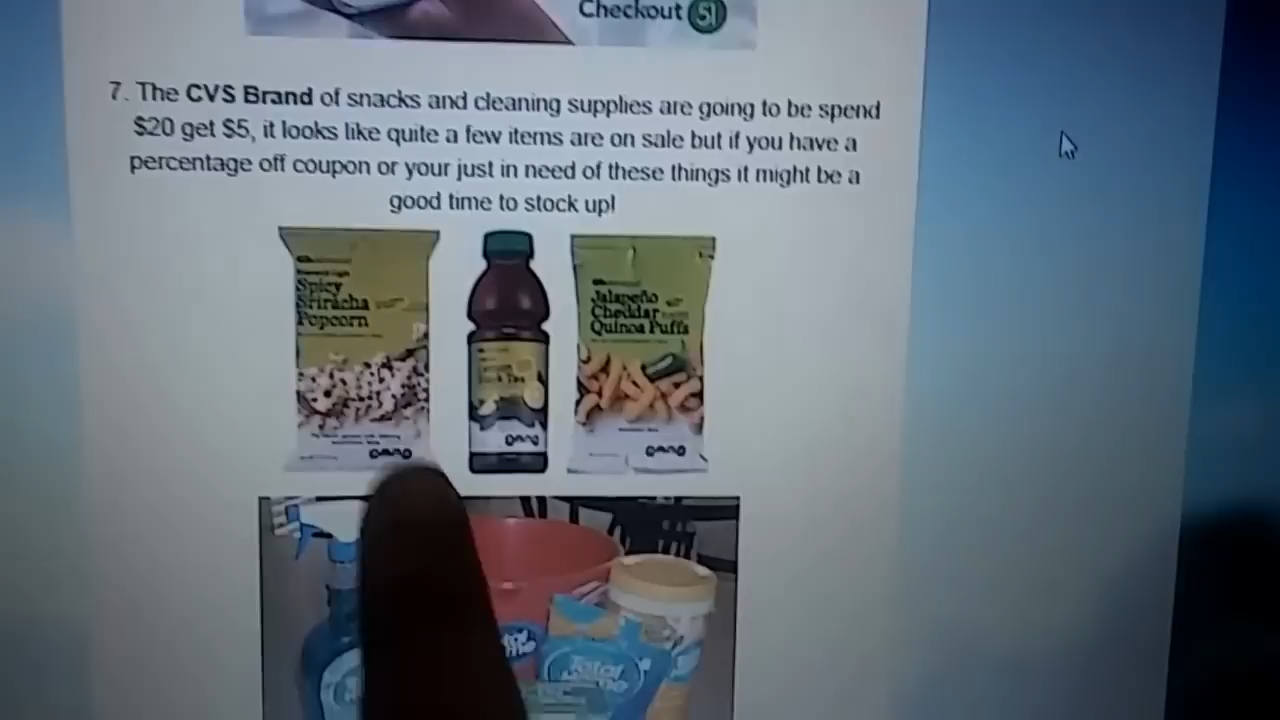 Checkout 51
7. The CVS Brand of snacks and cleaning supplies are going to be spend
$20 get $5, it looks like quite a few items are on sale but if you have a
percentage off coupon or your just in need of these things it might be a
good time to stock up!
Spicy
Sriracha
Popcorn
Jalapeño
Cheddar
Quinoa Puffs
Total